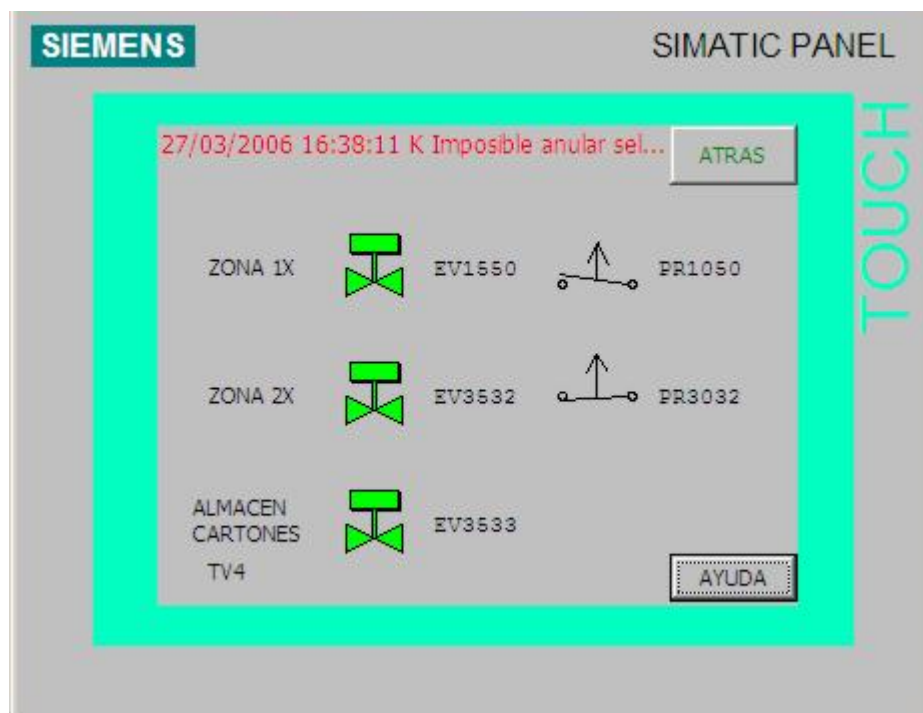 SIEMENS
SIMATIC PANEL
TOUCH
27/03/2006 16:38:11 K Imposible anular sel...
ATRAS
ZONA 1X EV1550 PR1050
ZONA 2X EV3532 PR3032
ALMACEN
CARTONES EV3533
TV4
AYUDA